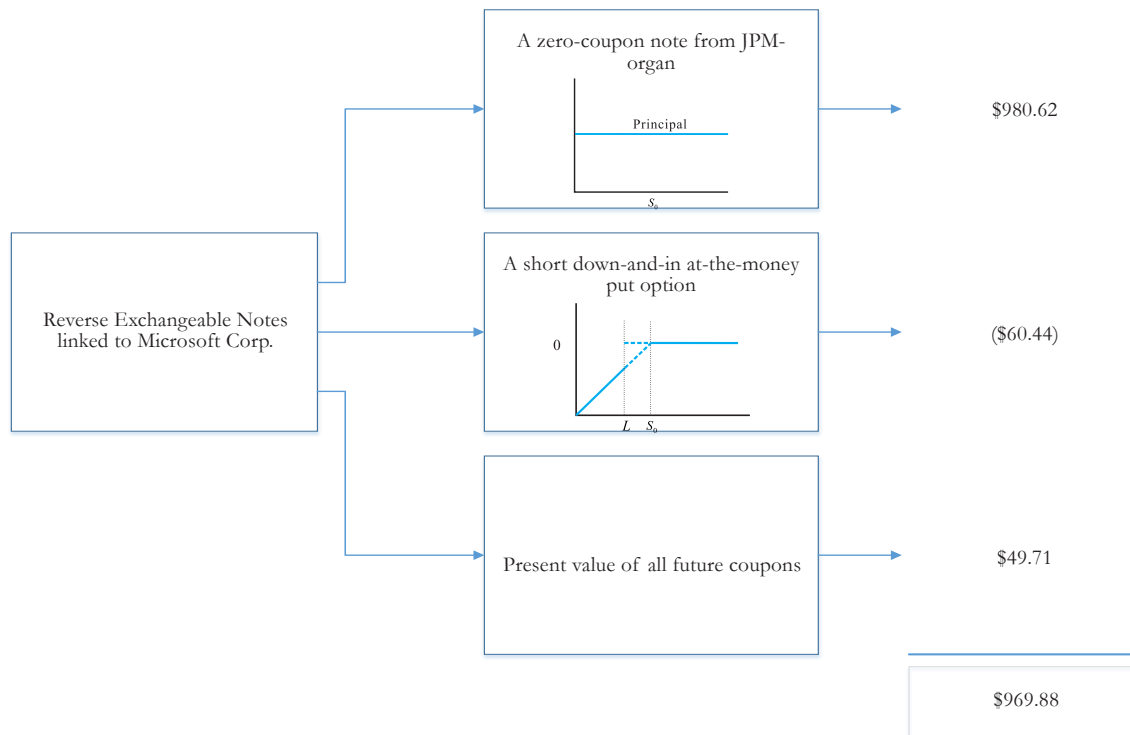 A zero-coupon note from JPM-
organ
Principal
S₀
$980.62
Reverse Exchangeable Notes
linked to Microsoft Corp.
A short down-and-in at-the-money
put option
0
L S₀
($60.44)
Present value of all future coupons
$49.71
$969.88